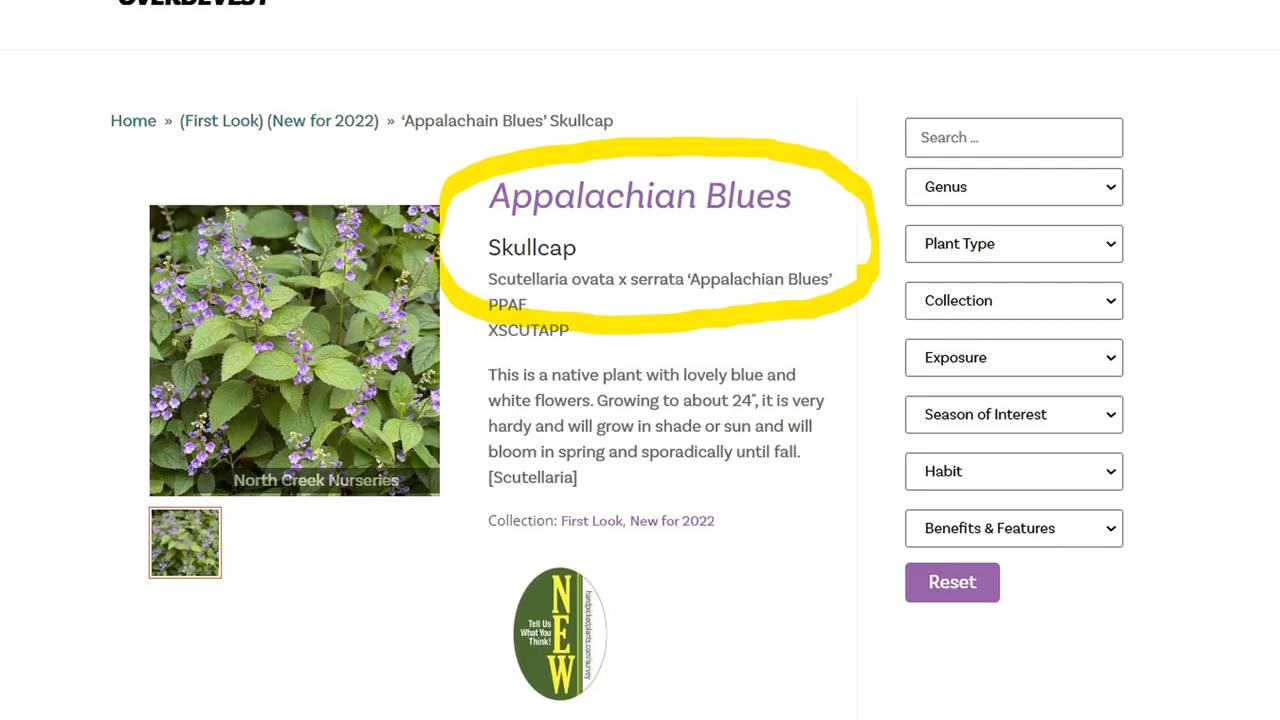 OVERDEVEST
Home » (First Look) (New for 2022) » ‘Appalachain Blues’ Skullcap
Appalachian Blues
Skullcap
Scutellaria ovata x serrata ‘Appalachian Blues’
PPAF
XSCUTAPP
This is a native plant with lovely blue and
white flowers. Growing to about 24", it is very
hardy and will grow in shade or sun and will
bloom in spring and sporadically until fall.
[Scutellaria]
Collection: First Look, New for 2022
North Creek Nurseries
NEW
Tell Us
What You
Think!
handpickedplants.com/survey
Search ...
Genus
Plant Type
Collection
Exposure
Season of Interest
Habit
Benefits & Features
Reset